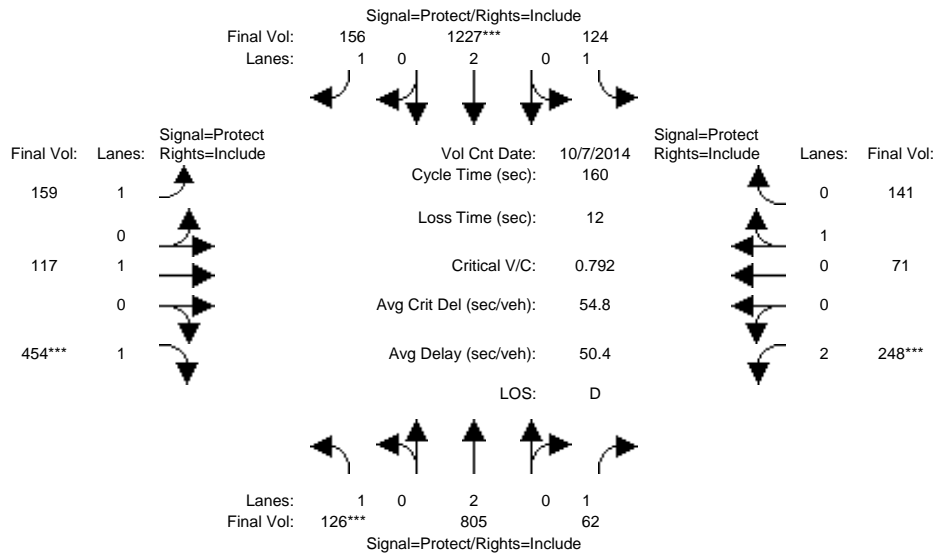 Signal=Protect/Rights=Include
Final Vol: 156 1227*** 124
Lanes: 1 0 2 0 1
Signal=Protect Signal=Protect
Final Vol: Lanes: Rights=Include Vol Cnt Date: 10/7/2014 Rights=Include Lanes: Final Vol:
Cycle Time (sec): 160
159 1 0 141
Loss Time (sec): 12
0 1
117 1 Critical V/C: 0.792 0 71
0 Avg Crit Del (sec/veh): 54.8 0
454*** 1 Avg Delay (sec/veh): 50.4 2 248***
LOS: D
Lanes: 1 0 2 0 1
Final Vol: 126*** 805 62
Signal=Protect/Rights=Include